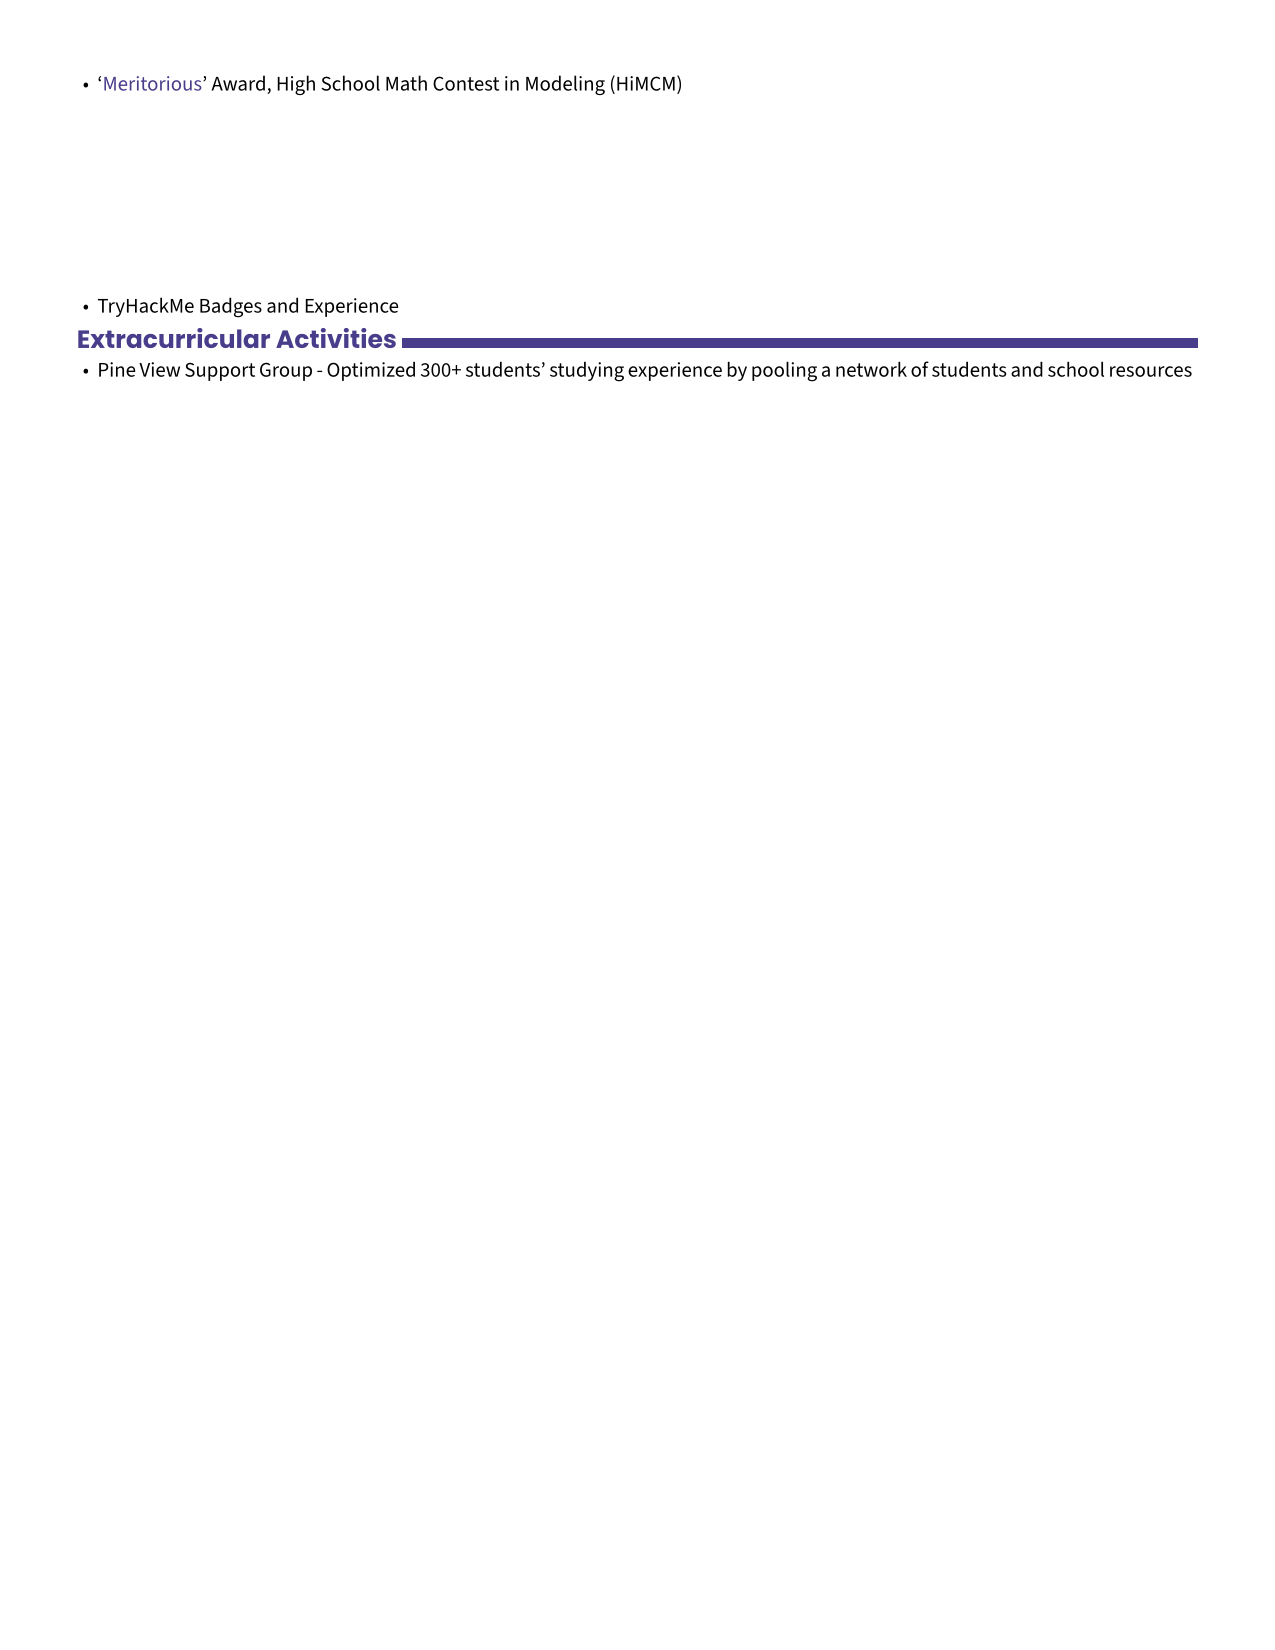 • ‘Meritorious’ Award, High School Math Contest in Modeling (HiMCM)
• TryHackMe Badges and Experience
Extracurricular Activities
• Pine View Support Group - Optimized 300+ students’ studying experience by pooling a network of students and school resources